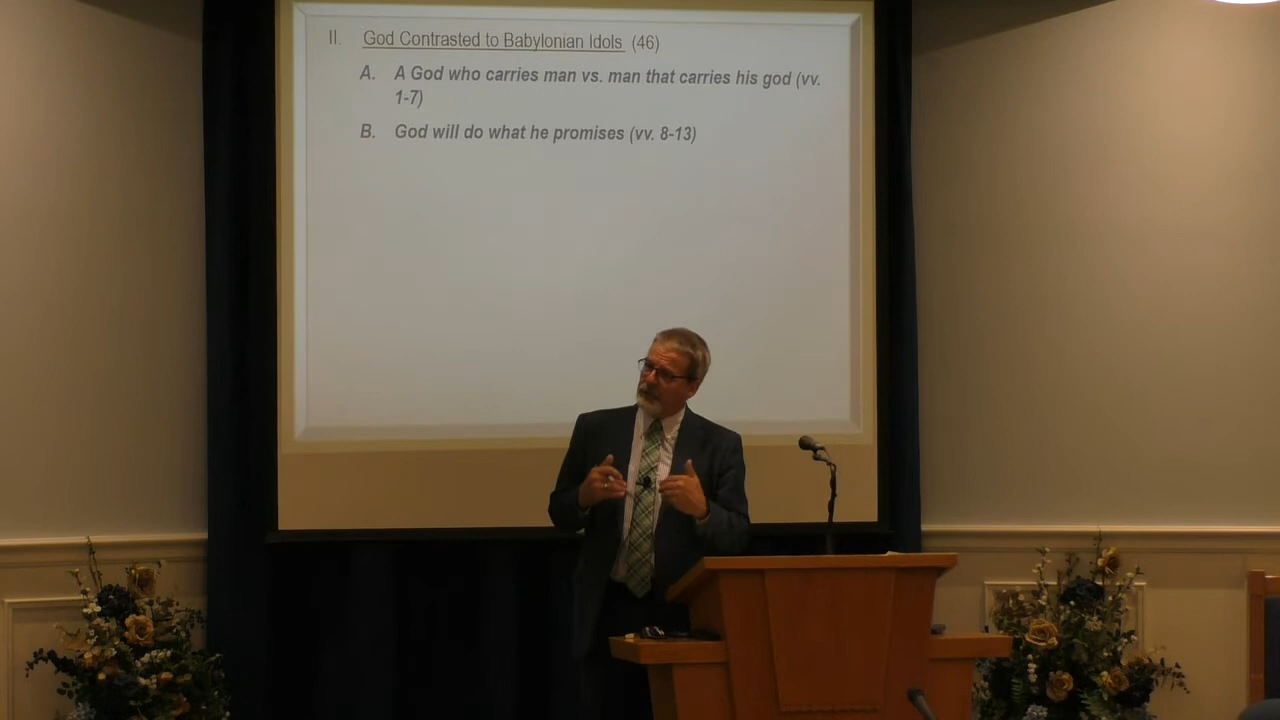 II. God Contrasted to Babylonian Idols (46)
A. A God who carries man vs. man that carries his god (vv.
1-7)
B. God will do what he promises (vv. 8-13)